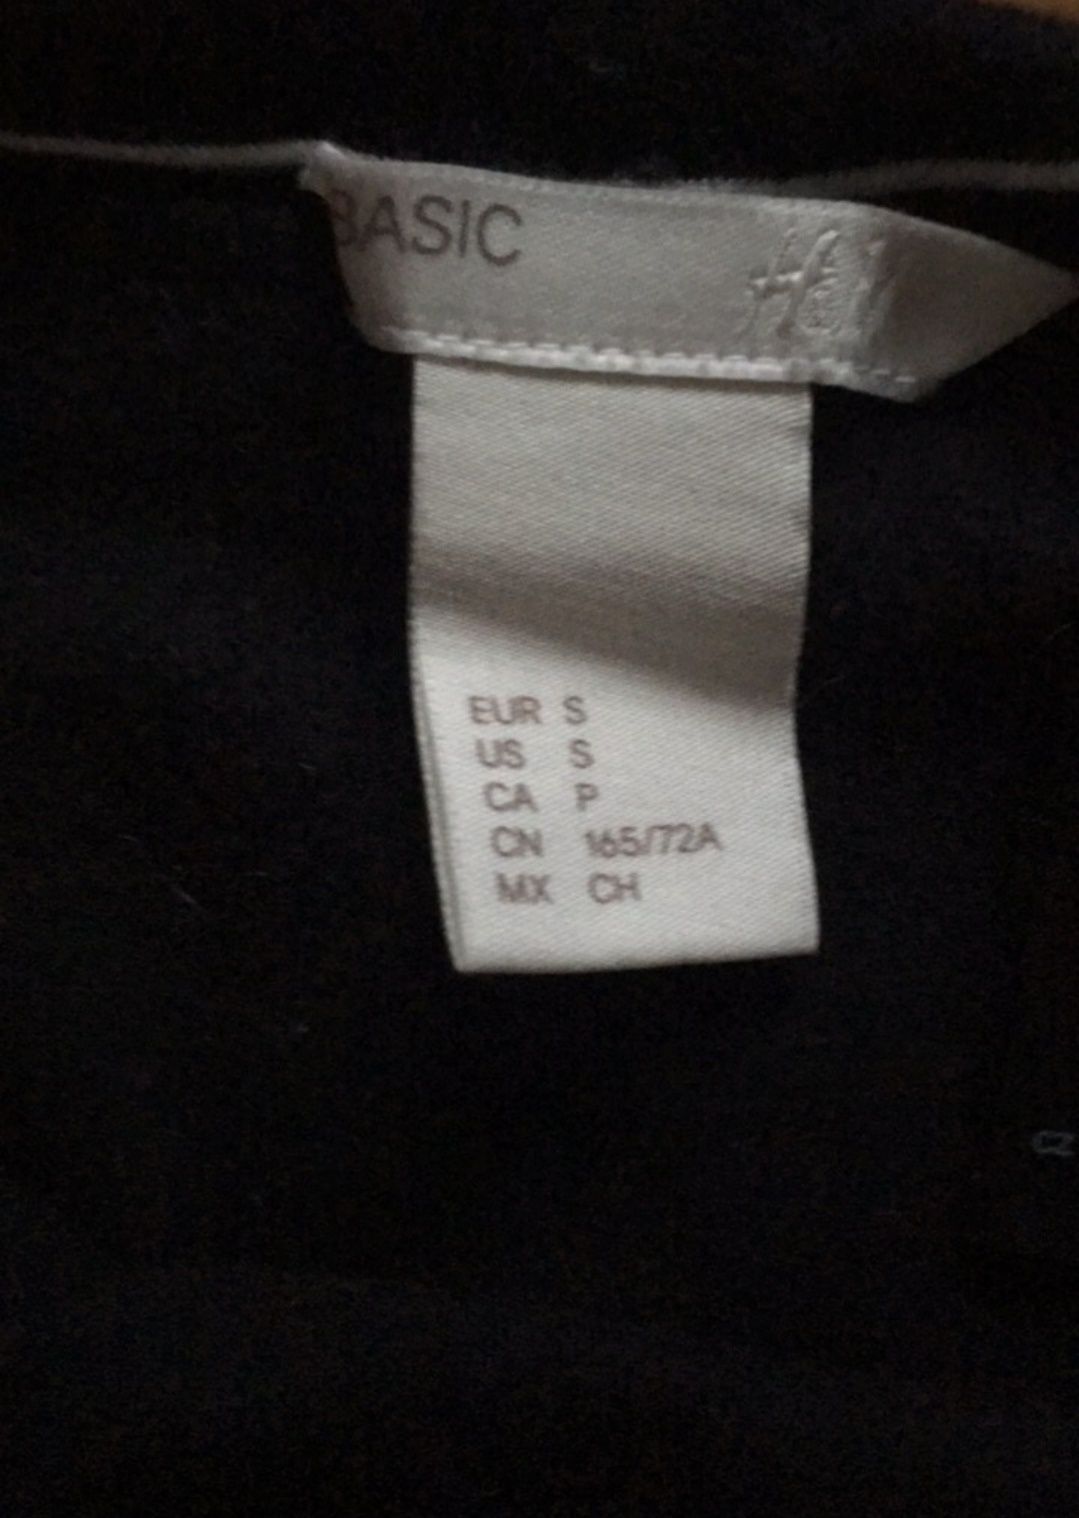 BASIC
EUR S
US S
CA P
CN 165/72A
MX CH